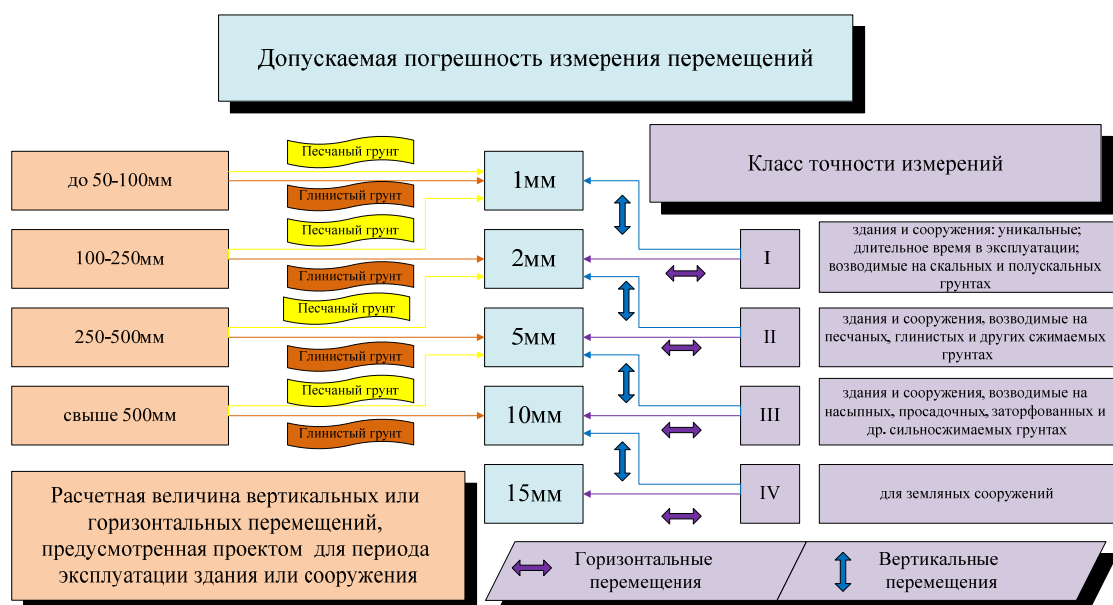 Допускаемая погрешность измерения перемещений
Класс точности измерений
до 50-100мм
Песчаный грунт
Глинистый грунт
1мм
100-250мм
Песчаный грунт
Глинистый грунт
2мм
I
здания и сооружения: уникальные;
длительное время в эксплуатации;
возводимые на скальных и полускальных
грунтах
250-500мм
Песчаный грунт
Глинистый грунт
5мм
II
здания и сооружения, возводимые на
песчаных, глинистых и других сжимаемых
грунтах
свыше 500мм
Песчаный грунт
Глинистый грунт
10мм
III
здания и сооружения, возводимые на
насыпных, просадочных, заторфованных и
др. сильносжимаемых грунтах
15мм
IV
для земляных сооружений
Расчетная величина вертикальных или
горизонтальных перемещений,
предусмотренная проектом для периода
эксплуатации здания или сооружения
Горизонтальные
перемещения
Вертикальные
перемещения